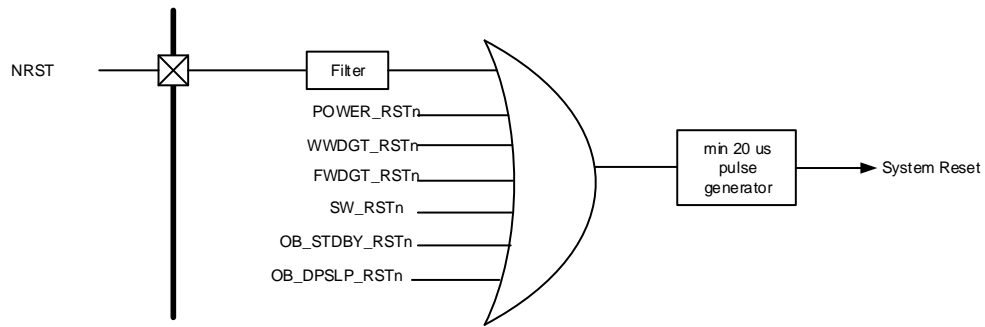 NRST
Filter
POWER_RSTn
WWDGT_RSTn
FWDGT_RSTn
SW_RSTn
OB_STDBY_RSTn
OB_DPSLP_RSTn
min 20 us
pulse
generator
System Reset